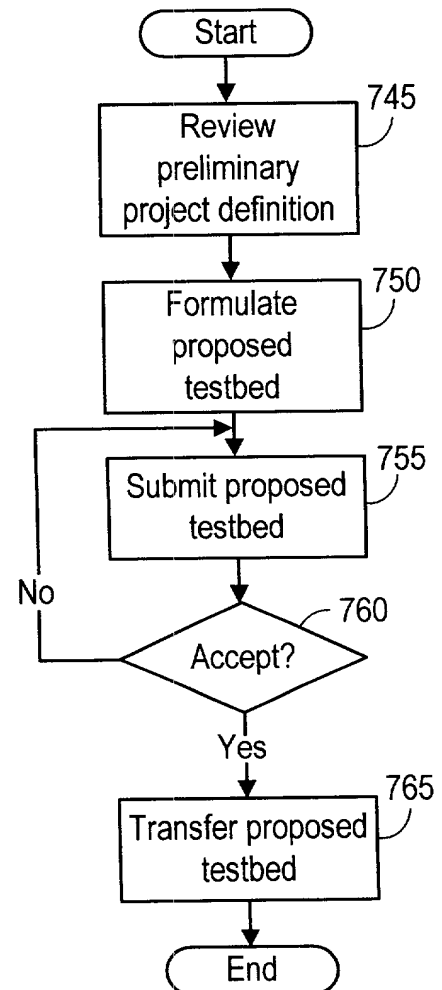 Start
745
Review
preliminary
project definition
750
Formulate
proposed
testbed
755
Submit proposed
testbed
No
760
Accept?
Yes
765
Transfer proposed
testbed
End